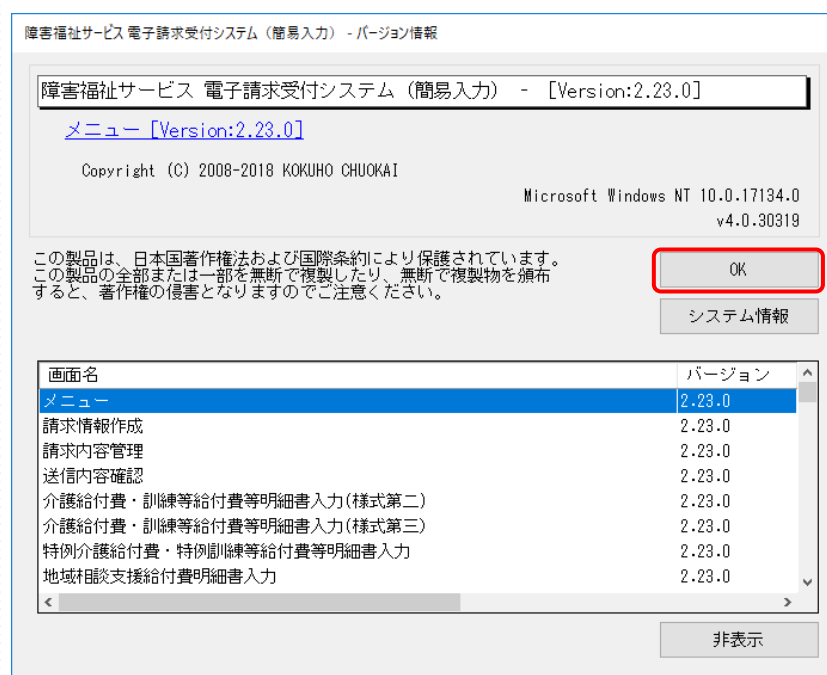 障害福祉サービス 電子請求受付システム（簡易入力） - バージョン情報
障害福祉サービス 電子請求受付システム（簡易入力） - [Version:2.23.0]
メニュー [Version:2.23.0]
Copyright (C) 2008-2018 KOKUHO CHUOKAI
Microsoft Windows NT 10.0.17134.0
v4.0.30319
この製品は、日本国著作権法および国際条約により保護されています。
この製品の全部または一部を無断で複製したり、無断で複製物を頒布
すると、著作権の侵害となりますのでご注意ください。
OK
システム情報
画面名 バージョン
メニュー 2.23.0
請求情報作成 2.23.0
請求内容管理 2.23.0
送信内容確認 2.23.0
介護給付費・訓練等給付費等明細書入力(様式第二) 2.23.0
介護給付費・訓練等給付費等明細書入力(様式第三) 2.23.0
特例介護給付費・特例訓練等給付費等明細書入力 2.23.0
地域相談支援給付費明細書入力 2.23.0
非表示